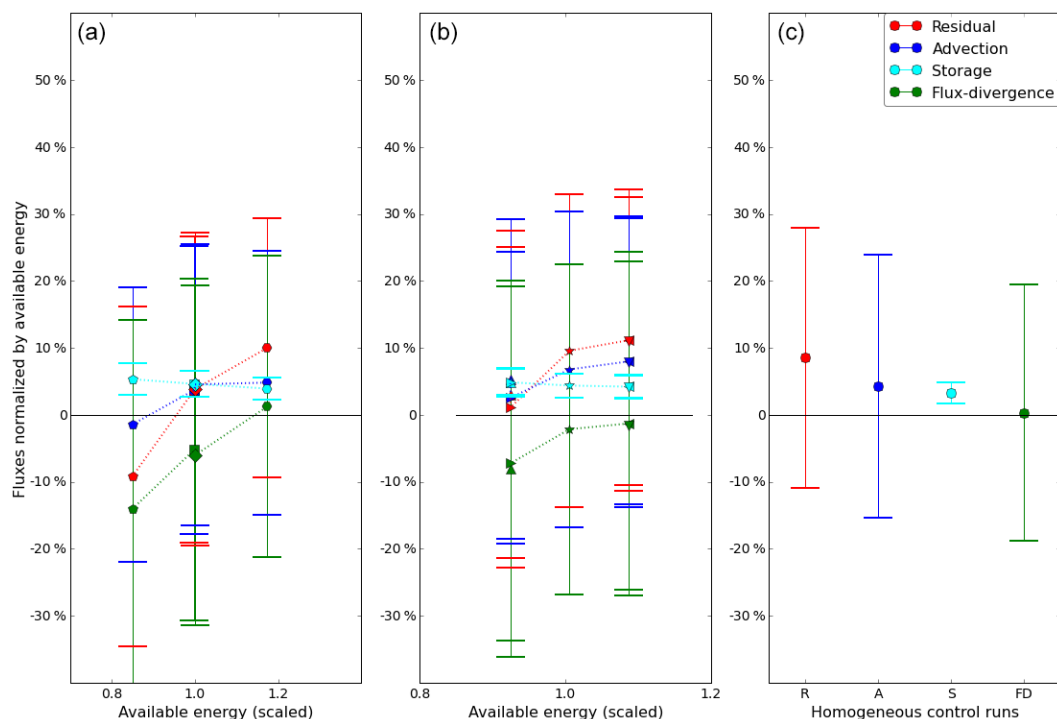 (a)
(b)
(c)
Residual
Advection
Storage
Flux-divergence
Fluxes normalized by available energy
50 %
40 %
30 %
20 %
10 %
0
-10 %
-20 %
-30 %
50 %
40 %
30 %
20 %
10 %
0
-10 %
-20 %
-30 %
50 %
40 %
30 %
20 %
10 %
0
-10 %
-20 %
-30 %
0.8 1.0 1.2
0.8 1.0 1.2
R A S FD
Available energy (scaled)
Available energy (scaled)
Homogeneous control runs